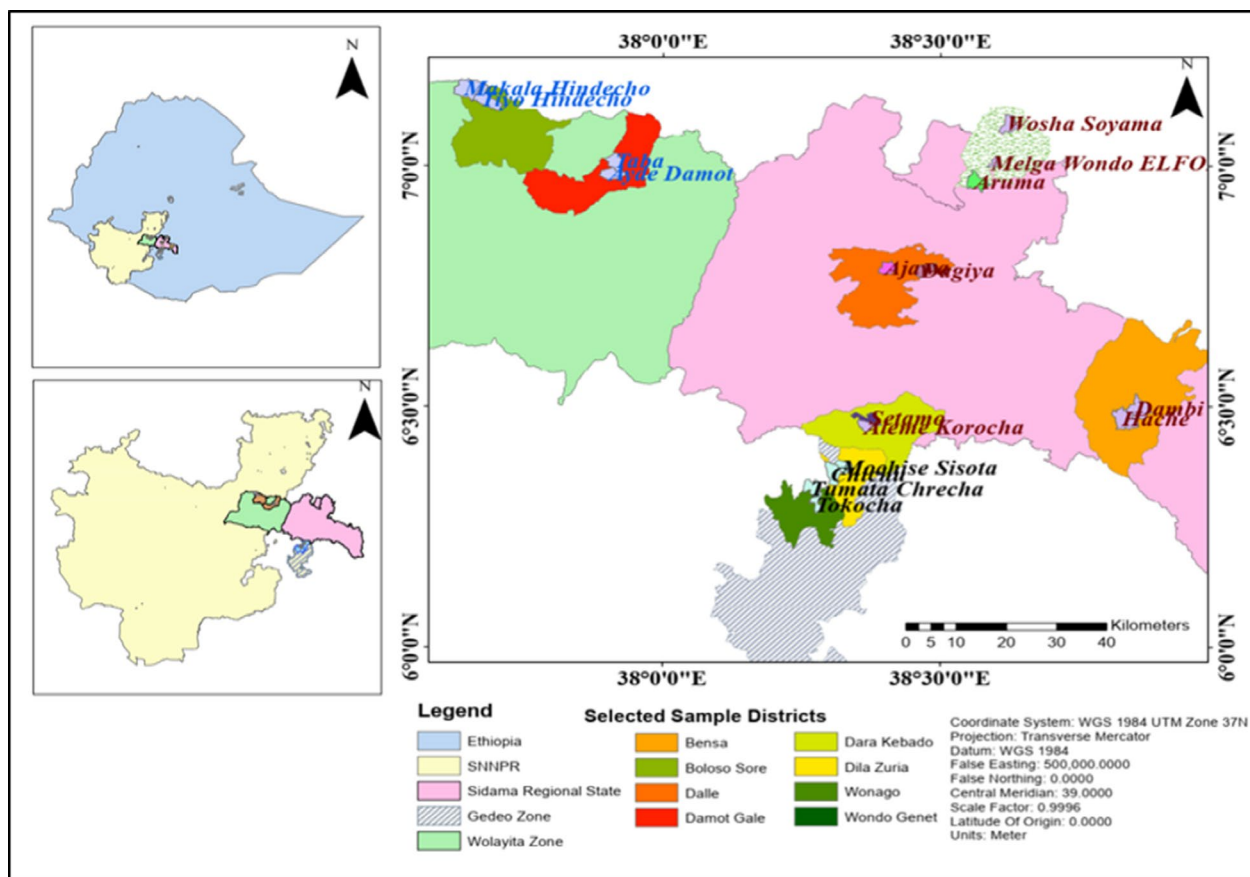 N
N
38°0'0"E
38°30'0"E
N
Makala Hindecho
Tiyo Hindecho
Taba
Ayde Damot
Wosha Soyama
Melga Wondo ELFO
Aruma
Dagiya
Setamo
Aleme Korocha
Dambi
Hache
Mochise Sisota
Chichu
Tumata Chrecha
Tokocha
7°0'0"N
7°0'0"N
6°30'0"N
6°30'0"N
6°0'0"N
6°0'0"N
Kilometers
0 5 10 20 30 40
38°0'0"E
38°30'0"E
Legend
Ethiopia
SNNPR
Sidama Regional State
Gedeo Zone
Wolayita Zone
Selected Sample Districts
Bensa
Boloso Sore
Dalle
Damot Gale
Dara Kebado
Dila Zuria
Wonago
Wondo Genet
Coordinate System: WGS 1984 UTM Zone 37N
Projection: Transverse Mercator
Datum: WGS 1984
False Easting: 500,000.0000
False Northing: 0.0000
Central Meridian: 39.0000
Scale Factor: 0.9996
Latitude Of Origin: 0.0000
Units: Meter